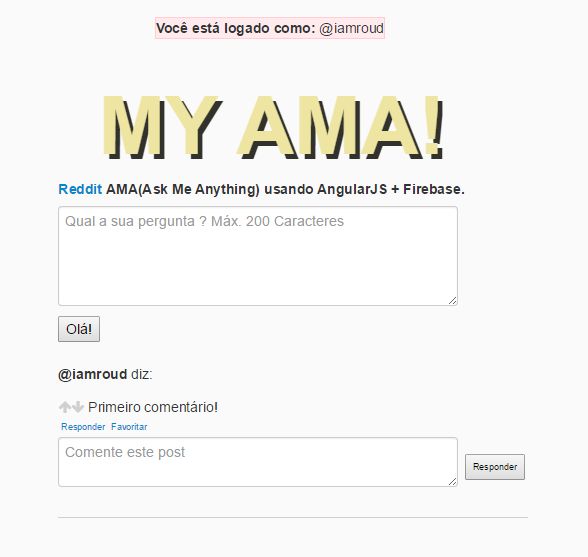 Você está logado como: @iamroud
MY AMA!
Reddit AMA(Ask Me Anything) usando AngularJS + Firebase.
Qual a sua pergunta ? Máx. 200 Caracteres
Olá!
@iamroud diz:
Primeiro comentário!
Responder Favoritar
Comente este post
Responder